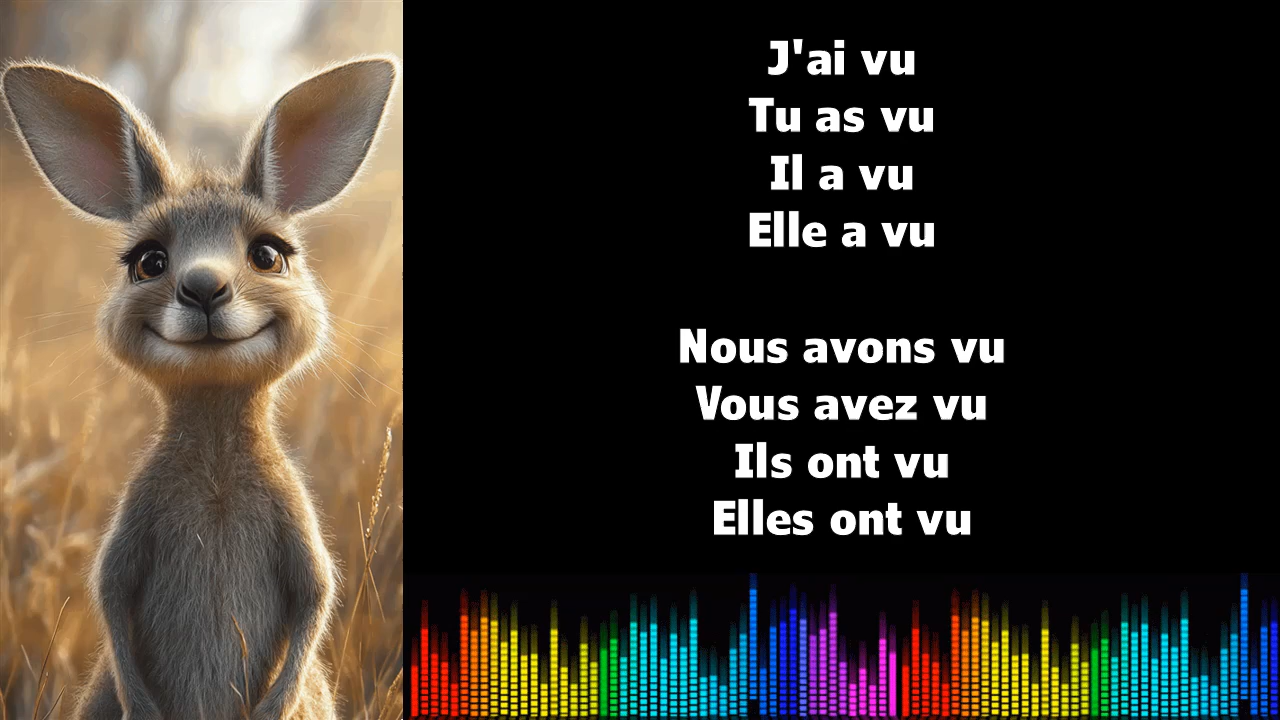 J'ai vu
Tu as vu
Il a vu
Elle a vu
Nous avons vu
Vous avez vu
Ils ont vu
Elles ont vu